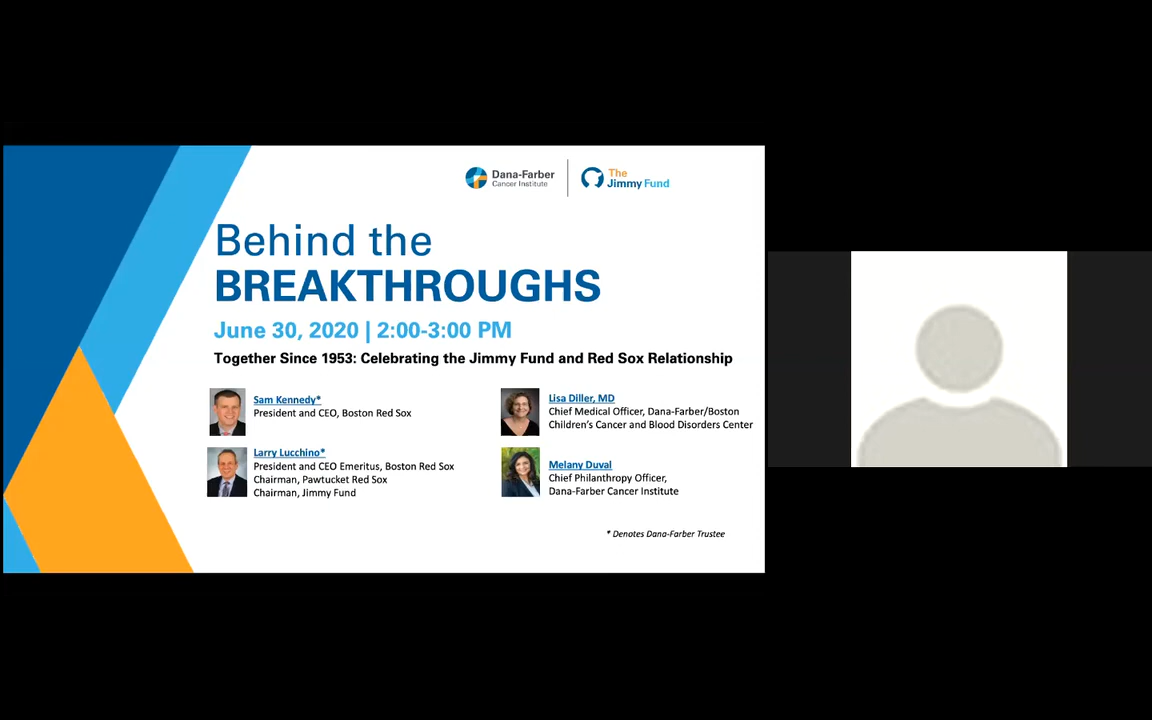 Dana-Farber
Cancer Institute
The
Jimmy Fund
Behind the
BREAKTHROUGHS
June 30, 2020 | 2:00-3:00 PM
Together Since 1953: Celebrating the Jimmy Fund and Red Sox Relationship
Sam Kennedy*
President and CEO, Boston Red Sox
Larry Lucchino*
President and CEO Emeritus, Boston Red Sox
Chairman, Pawtucket Red Sox
Chairman, Jimmy Fund
Lisa Diller, MD
Chief Medical Officer, Dana-Farber/Boston
Children's Cancer and Blood Disorders Center
Melany Duval
Chief Philanthropy Officer,
Dana-Farber Cancer Institute
* Denotes Dana-Farber Trustee